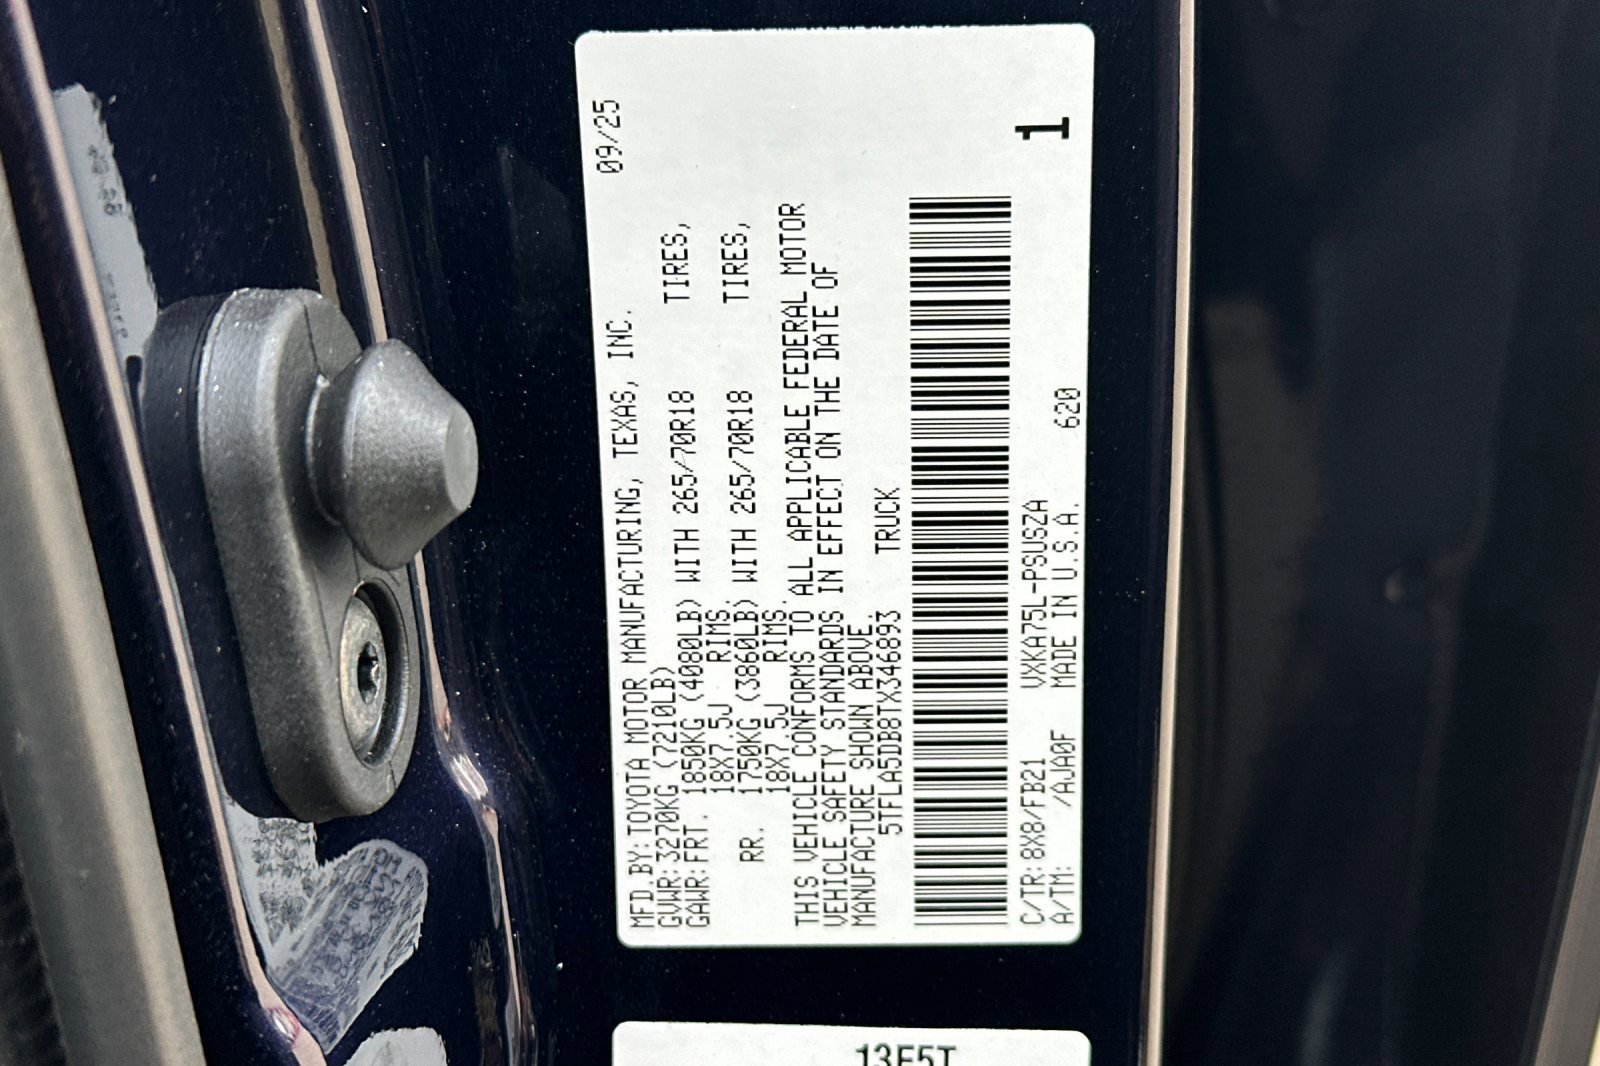 MFD.BY:TOYOTA MOTOR MANUFACTURING, TEXAS, INC. 09/25
GVWR:3270KG (7210LB)
GAWR:FRT. 1850KG (4080LB) WITH 265/70R18 TIRES,
18X7.5J RIMS.
RR. 1750KG (3860LB) WITH 265/70R18 TIRES,
18X7.5J RIMS.
THIS VEHICLE CONFORMS TO ALL APPLICABLE FEDERAL MOTOR
VEHICLE SAFETY STANDARDS IN EFFECT ON THE DATE OF
MANUFACTURE SHOWN ABOVE.
5TFLA5DB8TX346893 TRUCK
C/TR:8X8/FB21 VXKA75L-PSUSZA
A/TM: /AJA0F MADE IN U.S.A. 620
1
13E5T